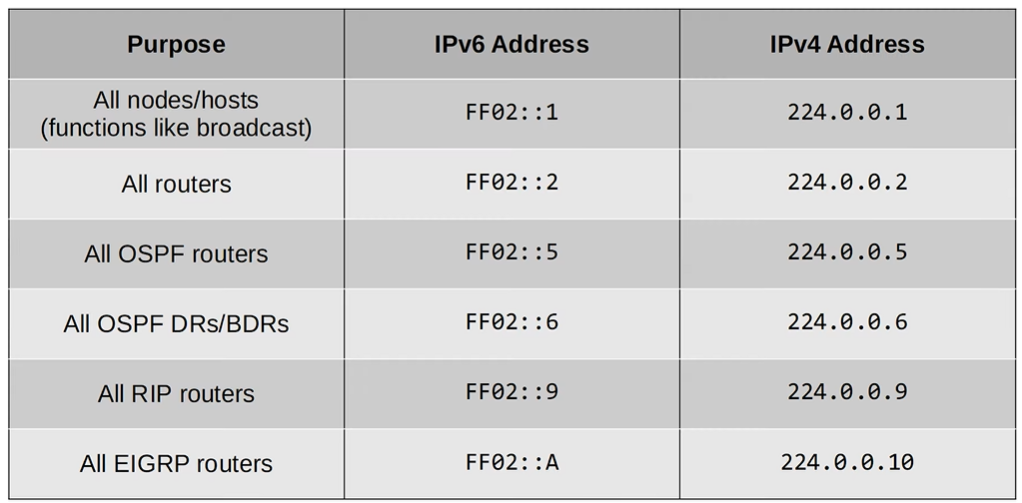 Purpose IPv6 Address IPv4 Address
All nodes/hosts
(functions like broadcast) FF02::1 224.0.0.1
All routers FF02::2 224.0.0.2
All OSPF routers FF02::5 224.0.0.5
All OSPF DRs/BDRs FF02::6 224.0.0.6
All RIP routers FF02::9 224.0.0.9
All EIGRP routers FF02::A 224.0.0.10